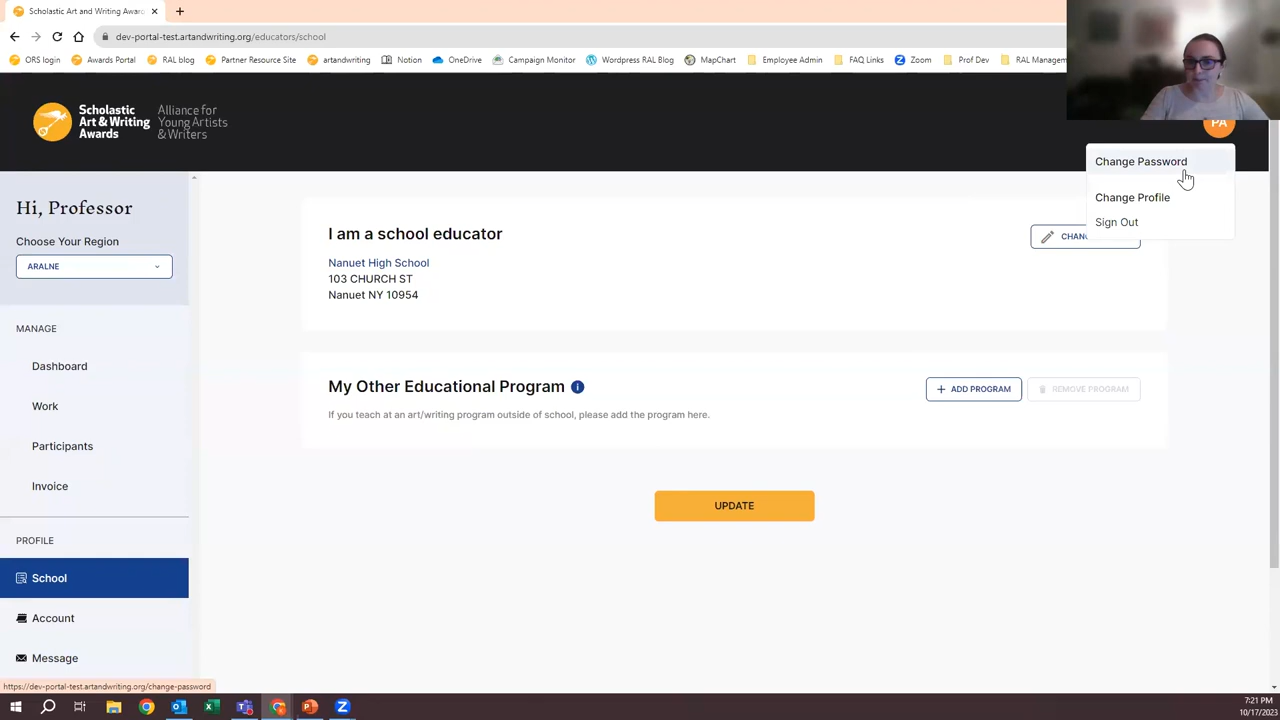 Scholastic Art and Writing Awar
dev-portal-test.artandwriting.org/educators/school
ORS login
Awards Portal
RAL blog
Partner Resource Site
artandwriting
Notion
OneDrive
Campaign Monitor
Wordpress RAL Blog
MapChart
Employee Admin
FAQ Links
Zoom
Prof Dev
RAL Managem
Scholastic
Art & Writing
Awards
Alliance for
Young Artists
& Writers
PA
Change Password
Change Profile
Sign Out
Hi, Professor
Choose Your Region
ARALNE
MANAGE
Dashboard
Work
Participants
Invoice
PROFILE
School
Account
Message
I am a school educator
CHANG
Nanuet High School
103 CHURCH ST
Nanuet NY 10954
My Other Educational Program
ADD PROGRAM
REMOVE PROGRAM
If you teach at an art/writing program outside of school, please add the program here.
UPDATE
https://dev-portal-test.artandwriting.org/change-password
7:21 PM
10/17/2023